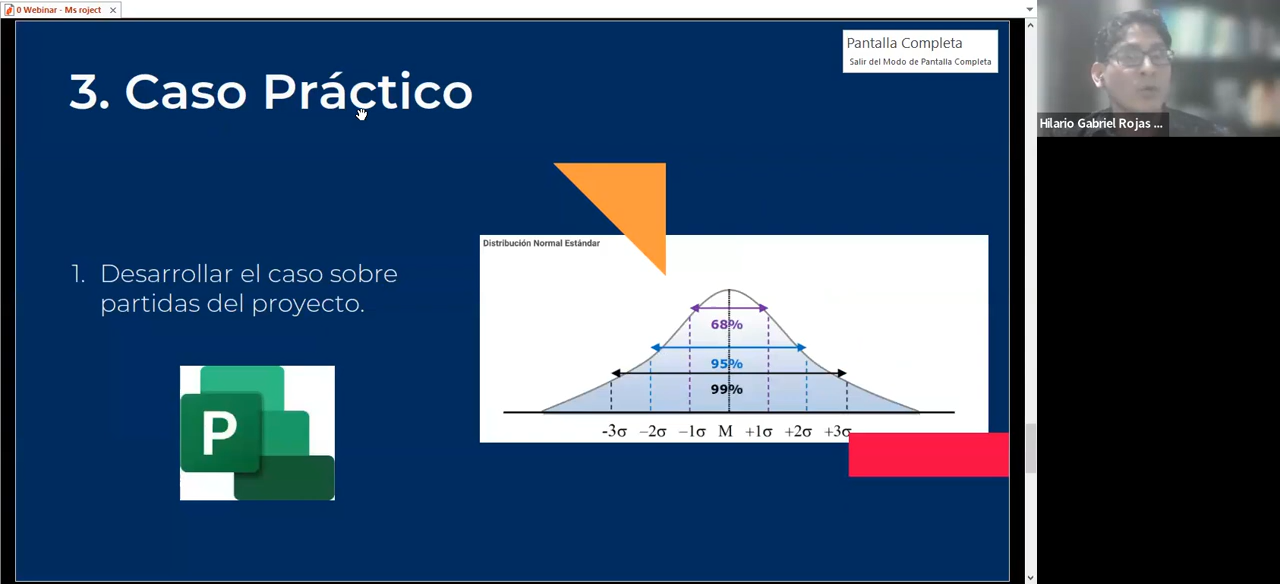 0 Webinar - Ms roject
Pantalla Completa
Salir del Modo de Pantalla Completa
Hilario Gabriel Rojas ...
3. Caso Práctico
1. Desarrollar el caso sobre
partidas del proyecto.
P
Distribución Normal Estándar
68%
95%
99%
-3σ –2σ –1σ M +1σ +2σ +3σ